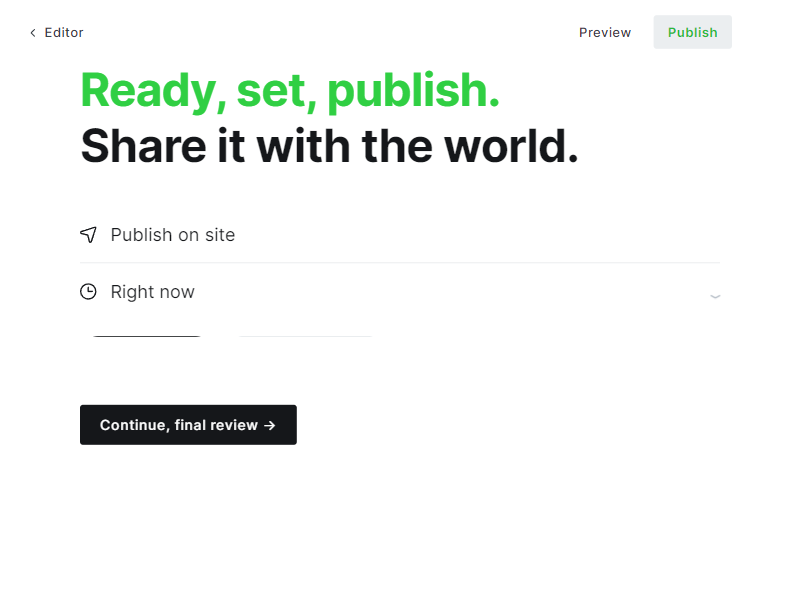 Editor
Preview
Publish
Ready, set, publish.
Share it with the world.
Publish on site
Right now
Continue, final review →